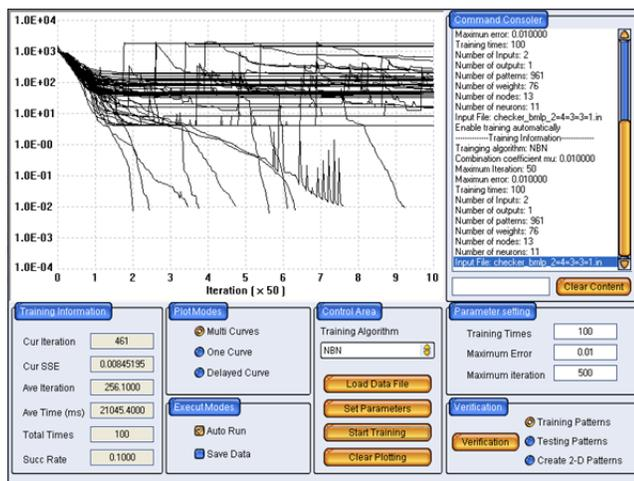 1.0E+04
1.0E+03
1.0E+02
1.0E+01
1.0E+00
1.0E-01
1.0E-02
1.0E-03
1.0E-04
0 1 2 3 4 5 6 7 8 9 10
Iteration [ × 50 ]
Command Consoler
Maximun error: 0.010000
Training times: 100
Number of Inputs: 2
Number of outputs: 1
Number of patterns: 961
Number of weights: 76
Number of nodes: 13
Number of neurons: 11
Input File: checker_bmlp_2=4=3=3=1.in
Enable training automatically
-------------Training Information-------------
Trainging algorithm: NBN
Combination coefficient mu: 0.010000
Maximum Iteration: 50
Maximun error: 0.010000
Training times: 100
Number of Inputs: 2
Number of outputs: 1
Number of patterns: 961
Number of weights: 76
Number of nodes: 13
Number of neurons: 11
Input File: checker_bmlp_2=4=3=3=1.in
Clear Content
Training Information
Cur Iteration 461
Cur SSE 0.00845195
Ave Iteration 256.1000
Ave Time (ms) 21045.4000
Total Times 100
Succ Rate 0.1000
Plot Modes
Multi Curves
One Curve
Delayed Curve
Execut Modes
Auto Run
Save Data
Control Area
Training Algorithm
NBN
Load Data File
Set Parameters
Start Training
Clear Plotting
Parameter setting
Training Times 100
Maximum Error 0.01
Maximum iteration 500
Verification
Verification
Training Patterns
Testing Patterns
Create 2-D Patterns